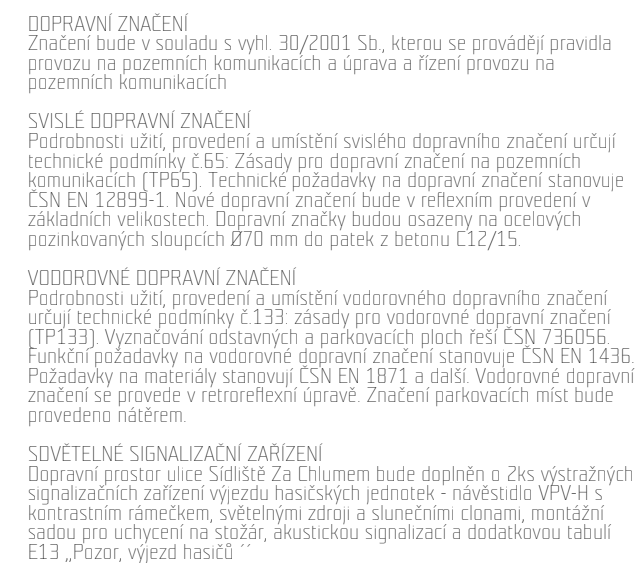 DOPRAVNÍ ZNAČENÍ
Značení bude v souladu s vyhl. 30/2001 Sb., kterou se provádějí pravidla
provozu na pozemních komunikacích a úprava a řízení provozu na
pozemních komunikacích
SVISLÉ DOPRAVNÍ ZNAČENÍ
Podrobnosti užití, provedení a umístění svislého dopravního značení určují
technické podmínky č.65: Zásady pro dopravní značení na pozemních
komunikacích (TP65). Technické požadavky na dopravní značení stanovuje
ČSN EN 12899-1. Nové dopravní značení bude v reflexním provedení v
základních velikostech. Dopravní značky budou osazeny na ocelových
pozinkovaných sloupcích Ø70 mm do patek z betonu C12/15.
VODOROVNÉ DOPRAVNÍ ZNAČENÍ
Podrobnosti užití, provedení a umístění vodorovného dopravního značení
určují technické podmínky č.133: zásady pro vodorovné dopravní značení
(TP133). Vyznačování odstavných a parkovacích ploch řeší ČSN 736056.
Funkční požadavky na vodorovné dopravní značení stanovuje ČSN EN 1436.
Požadavky na materiály stanovují ČSN EN 1871 a další. Vodorovné dopravní
značení se provede v retroreflexní úpravě. Značení parkovacích míst bude
provedeno nátěrem.
SOVĚTELNÉ SIGNALIZAČNÍ ZAŘÍZENÍ
Dopravní prostor ulice Sídliště Za Chlumem bude doplněn o 2ks výstražných
signalizačních zařízení výjezdu hasičských jednotek - návěstidlo VPV-H s
kontrastním rámečkem, světelnými zdroji a slunečními clonami, montážní
sadou pro uchycení na stožár, akustickou signalizací a dodatkovou tabulí
E13 ,,Pozor, výjezd hasičů ´´